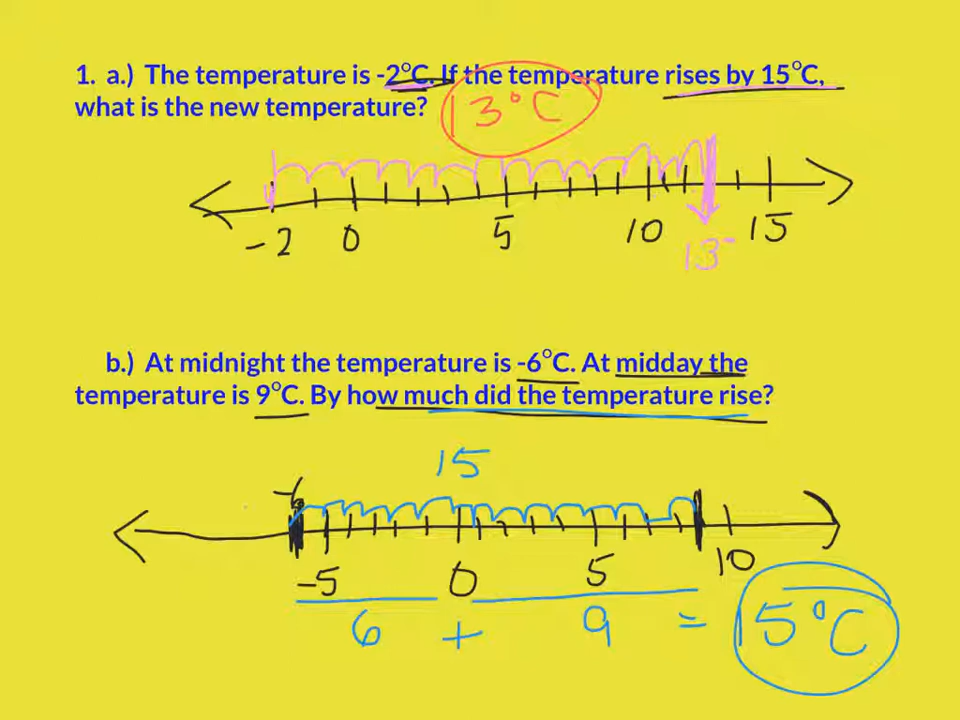 1. a.) The temperature is -2°C. If the temperature rises by 15°C,
what is the new temperature?
13°C
-2 0 5 10 13 15
b.) At midnight the temperature is -6°C. At midday the
temperature is 9°C. By how much did the temperature rise?
15
-6
-5 0 5 10
6 + 9 = 15°C